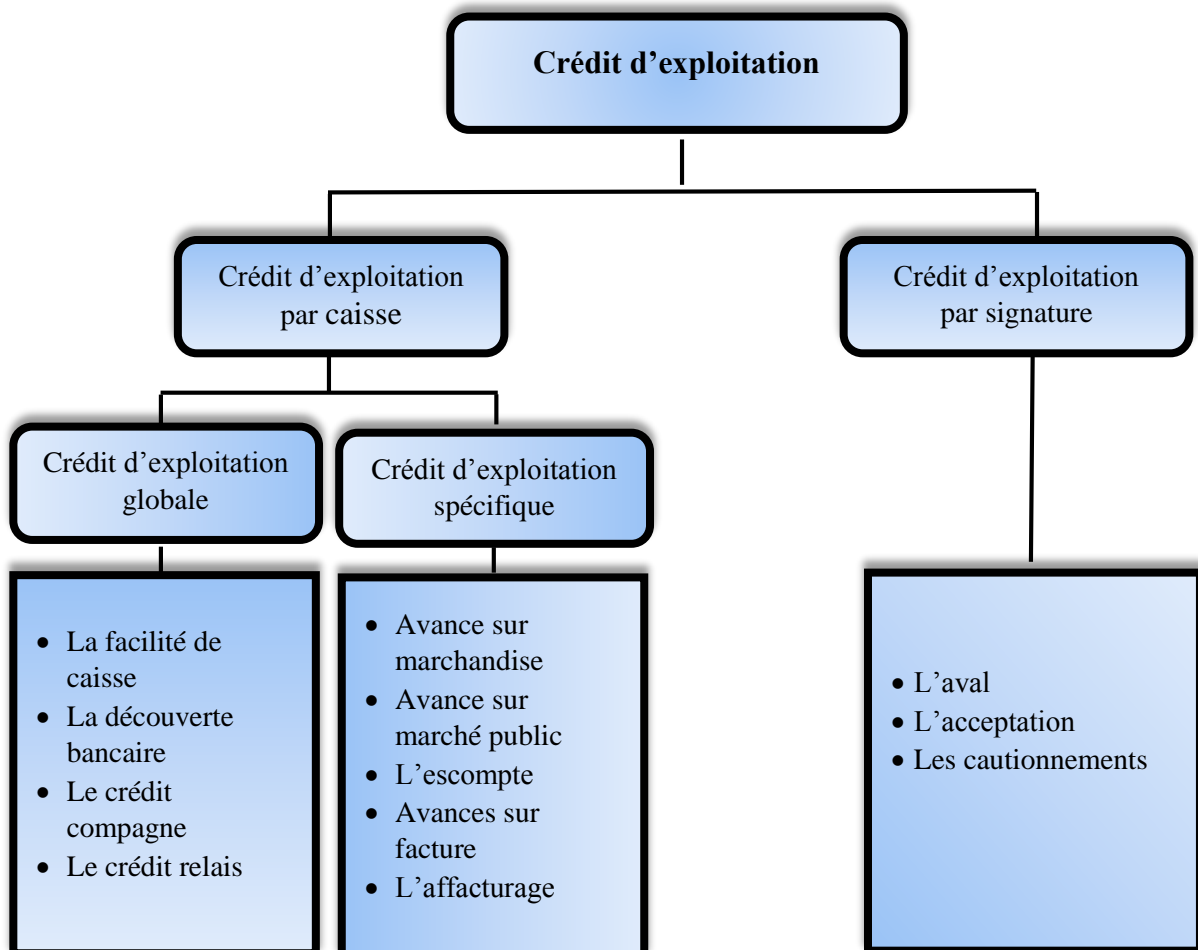 Crédit d’exploitation
Crédit d’exploitation
par caisse
Crédit d’exploitation
par signature
Crédit d’exploitation
globale
Crédit d’exploitation
spécifique
• La facilité de
caisse
• La découverte
bancaire
• Le crédit
compagne
• Le crédit relais
• Avance sur
marchandise
• Avance sur
marché public
• L’escompte
• Avances sur
facture
• L’affacturage
• L’aval
• L’acceptation
• Les cautionnements